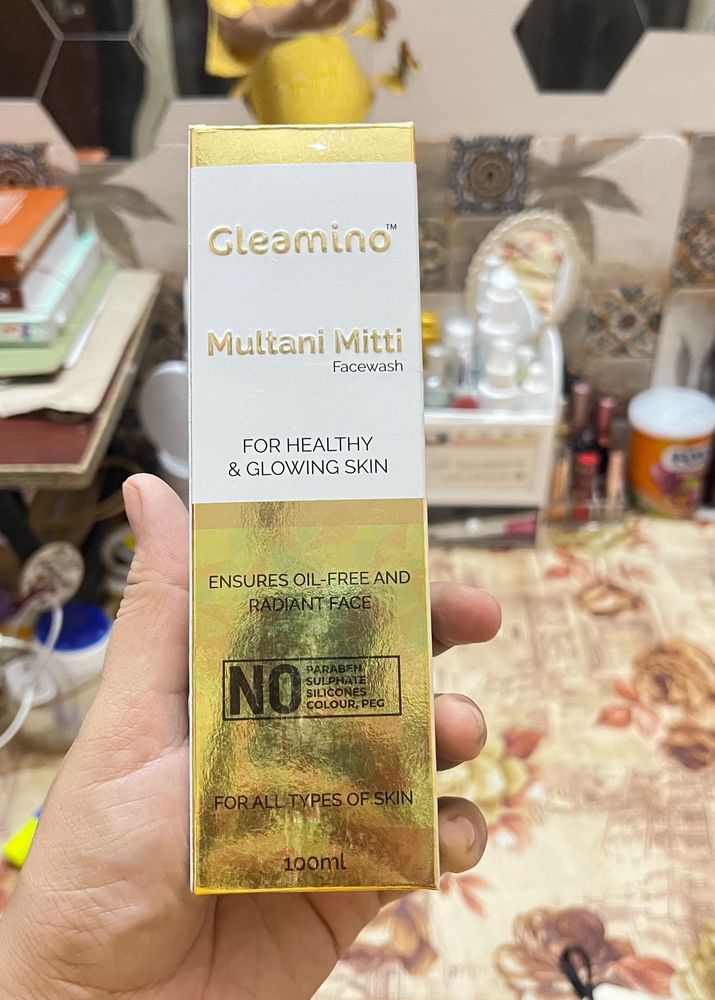 Gleamino™
Multani Mitti
Facewash
FOR HEALTHY
& GLOWING SKIN
ENSURES OIL-FREE AND
RADIANT FACE
NO PARABEN
SULPHATE
SILICONES
COLOUR, PEG
FOR ALL TYPES OF SKIN
100ml